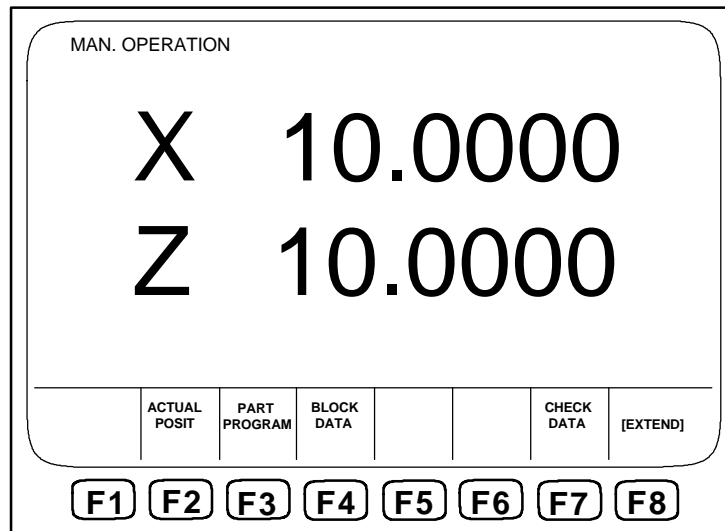 MAN. OPERATION
X 10.0000
Z 10.0000
ACTUAL POSIT
PART PROGRAM
BLOCK DATA
CHECK DATA
[EXTEND]
F1 F2 F3 F4 F5 F6 F7 F8